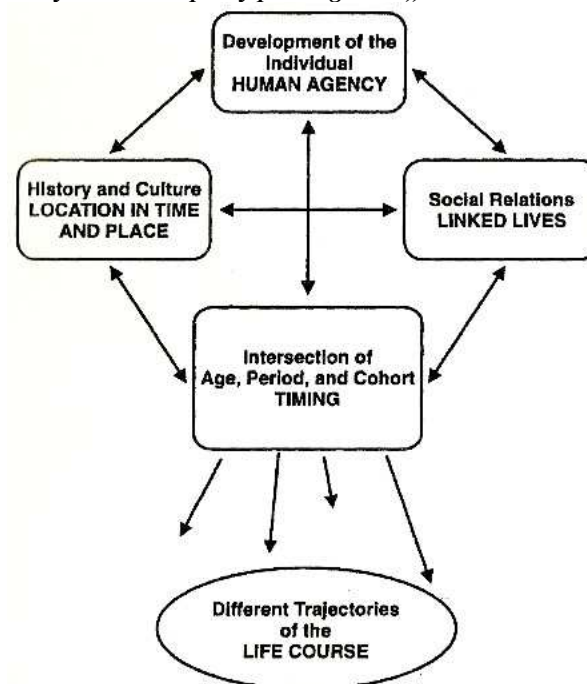 Development of the
Individual
HUMAN AGENCY
History and Culture
LOCATION IN TIME
AND PLACE
Social Relations
LINKED LIVES
Intersection of
Age, Period, and Cohort
TIMING
Different Trajectories
of the
LIFE COURSE